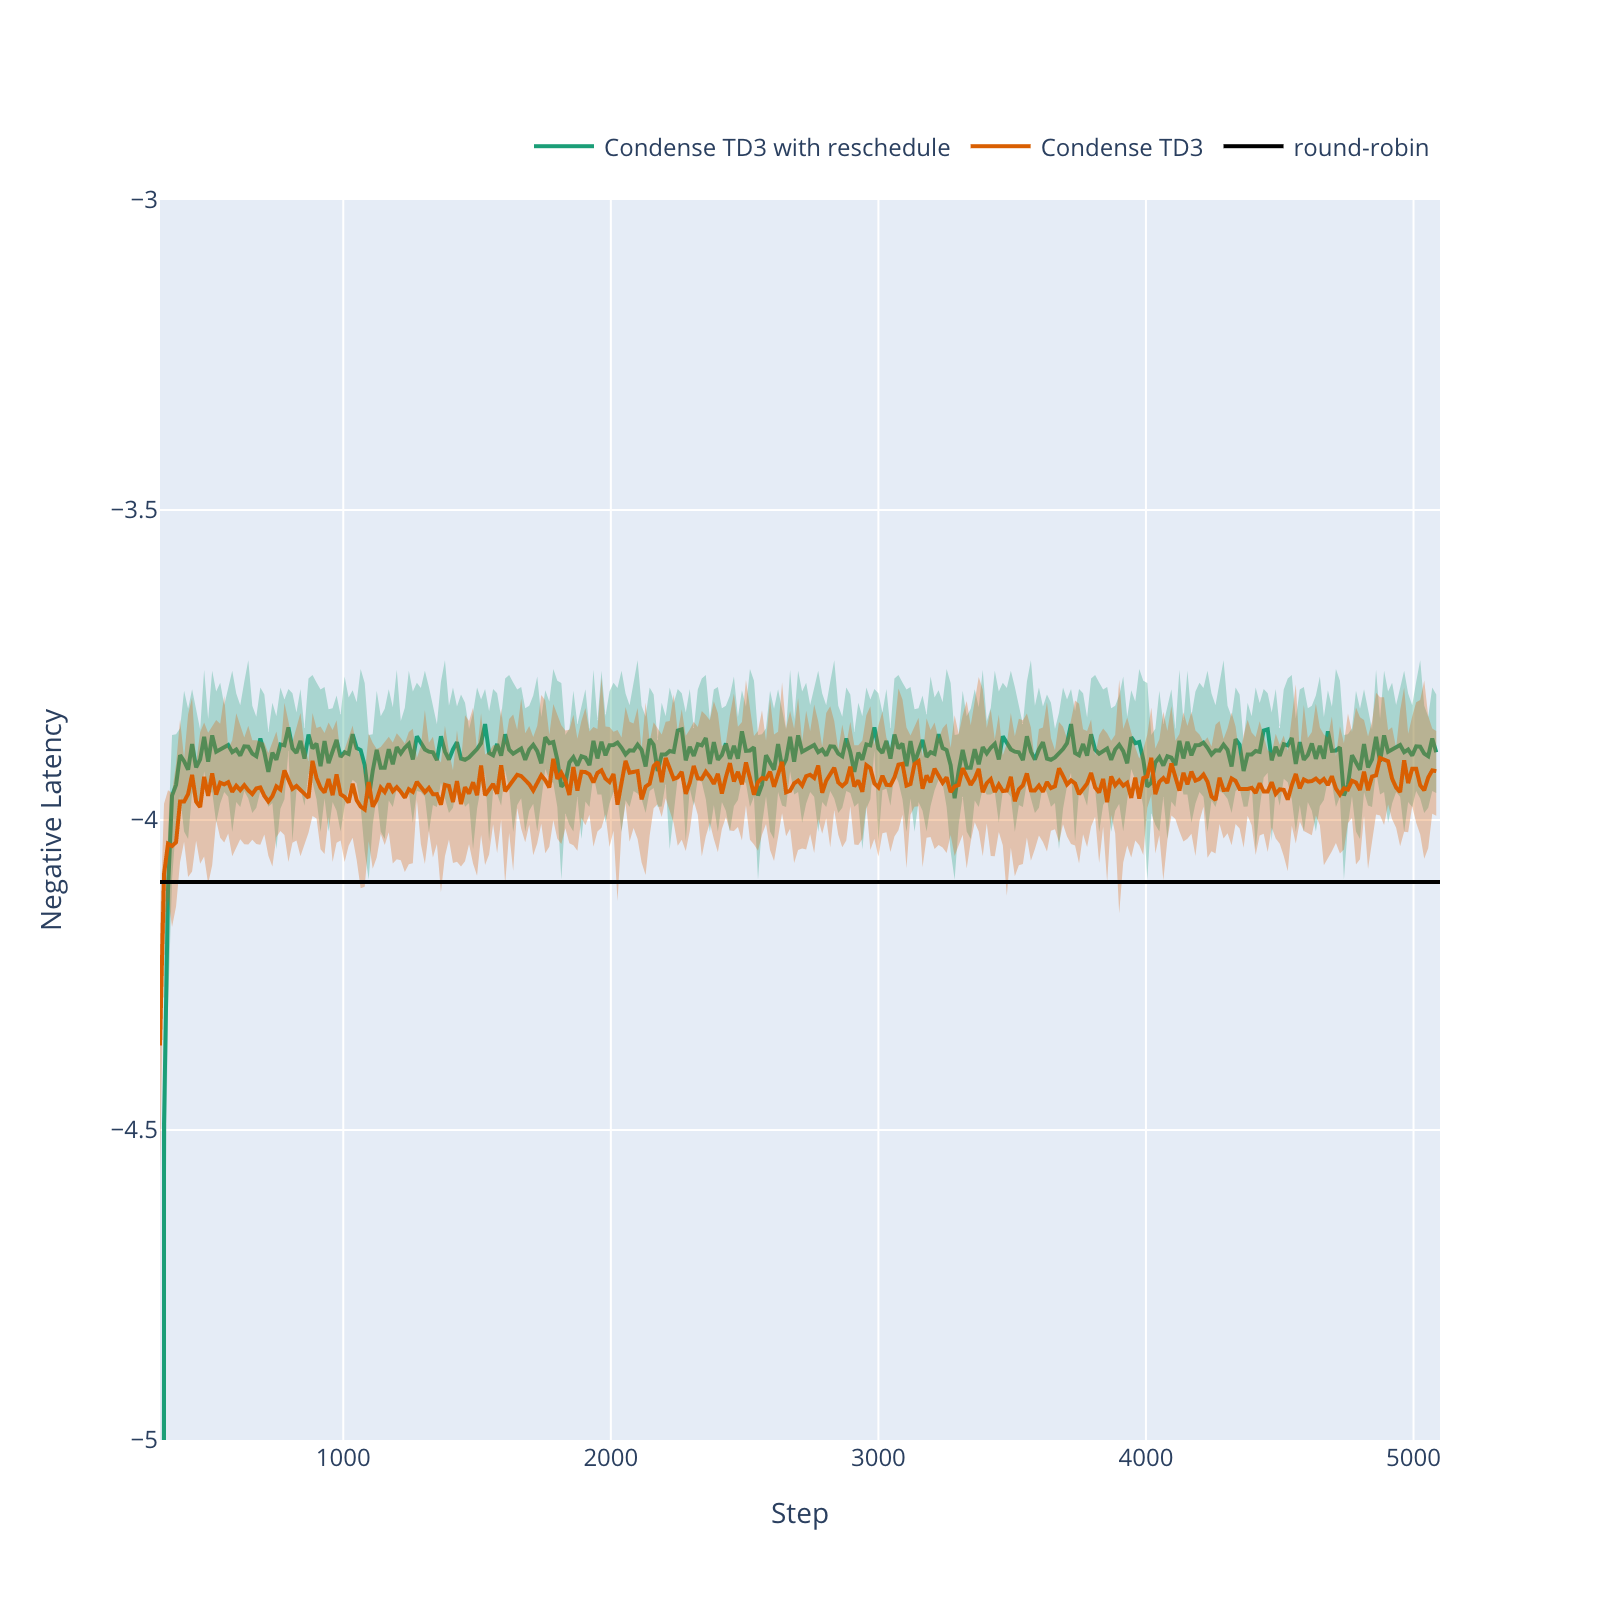 Condense TD3 with reschedule Condense TD3 round-robin
−3
−3.5
−4
−4.5
−5
Negative Latency
1000 2000 3000 4000 5000
Step